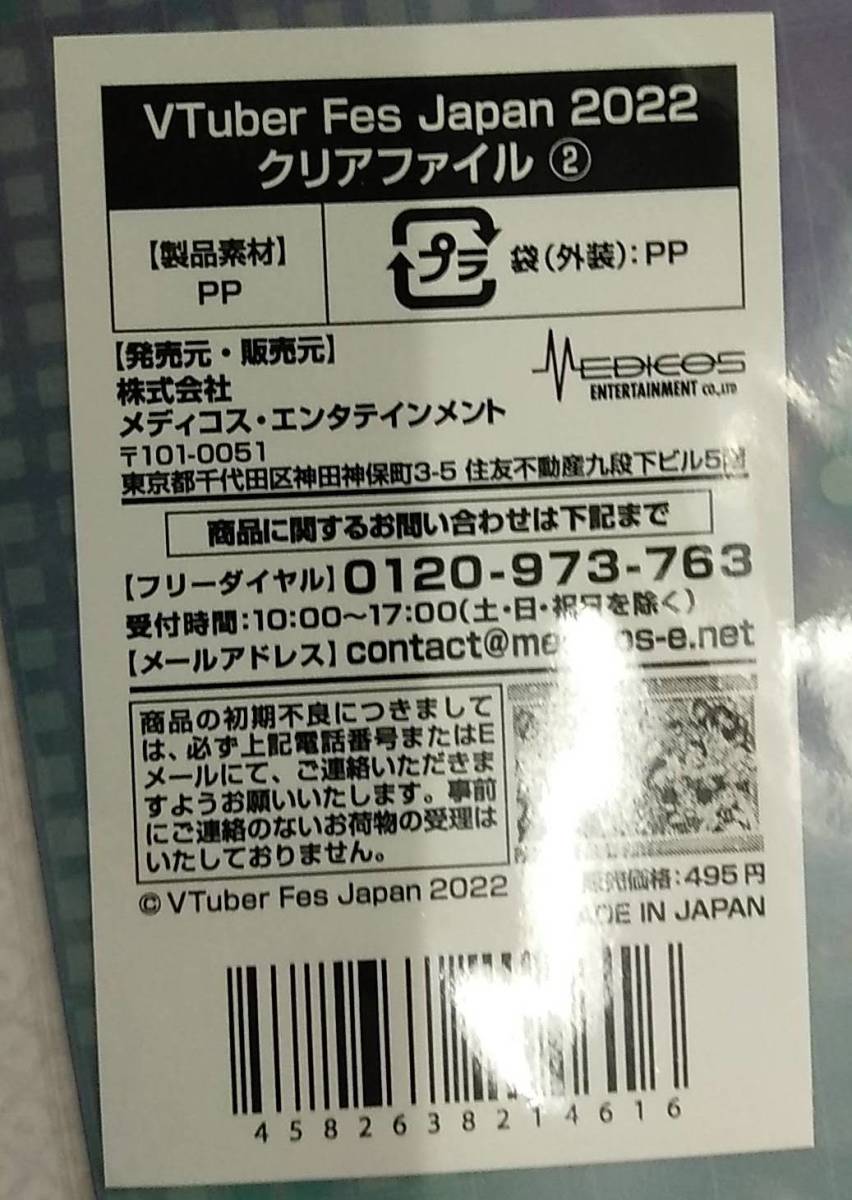 VTuber Fes Japan 2022
クリアファイル ②
【製品素材】
PP
プラ 袋(外装):PP
【発売元・販売元】
株式会社
メディコス・エンタテインメント
MEDICOS
ENTERTAINMENT CO.,LTD
〒101-0051
東京都千代田区神田神保町3-5 住友不動産九段下ビル5階
商品に関するお問い合わせは下記まで
【フリーダイヤル】0120-973-763
受付時間:10:00~17:00(土・日・祝日を除く)
【メールアドレス】
商品の初期不良につきまして
は、必ず上記電話番号またはE
メールにて、ご連絡いただきま
すようお願いいたします。事前
にご連絡のないお荷物の受理は
いたしておりません。
©VTuber Fes Japan 2022
販売価格:495円
MADE IN JAPAN
4582638214616